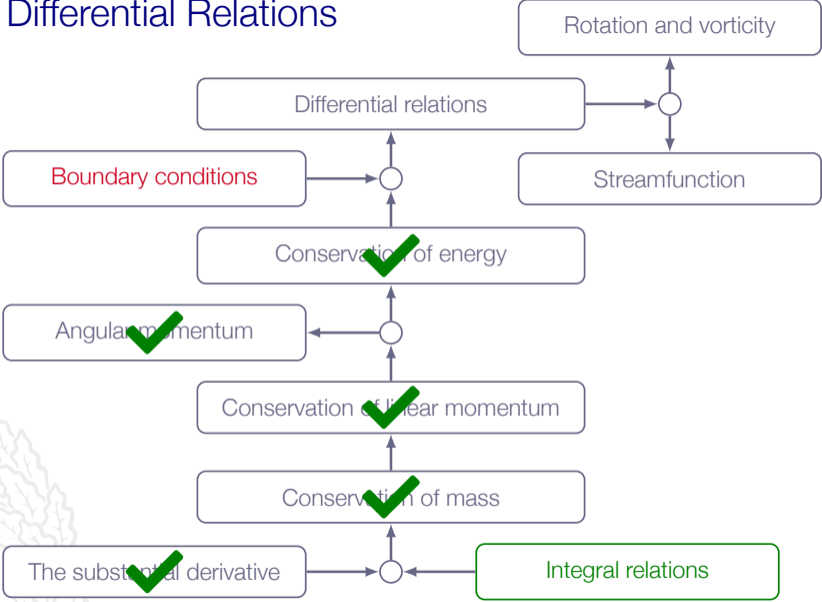 Differential Relations
Rotation and vorticity
Differential relations
Boundary conditions
Streamfunction
Conservation of energy
Angular momentum
Conservation of linear momentum
Conservation of mass
The substantial derivative
Integral relations